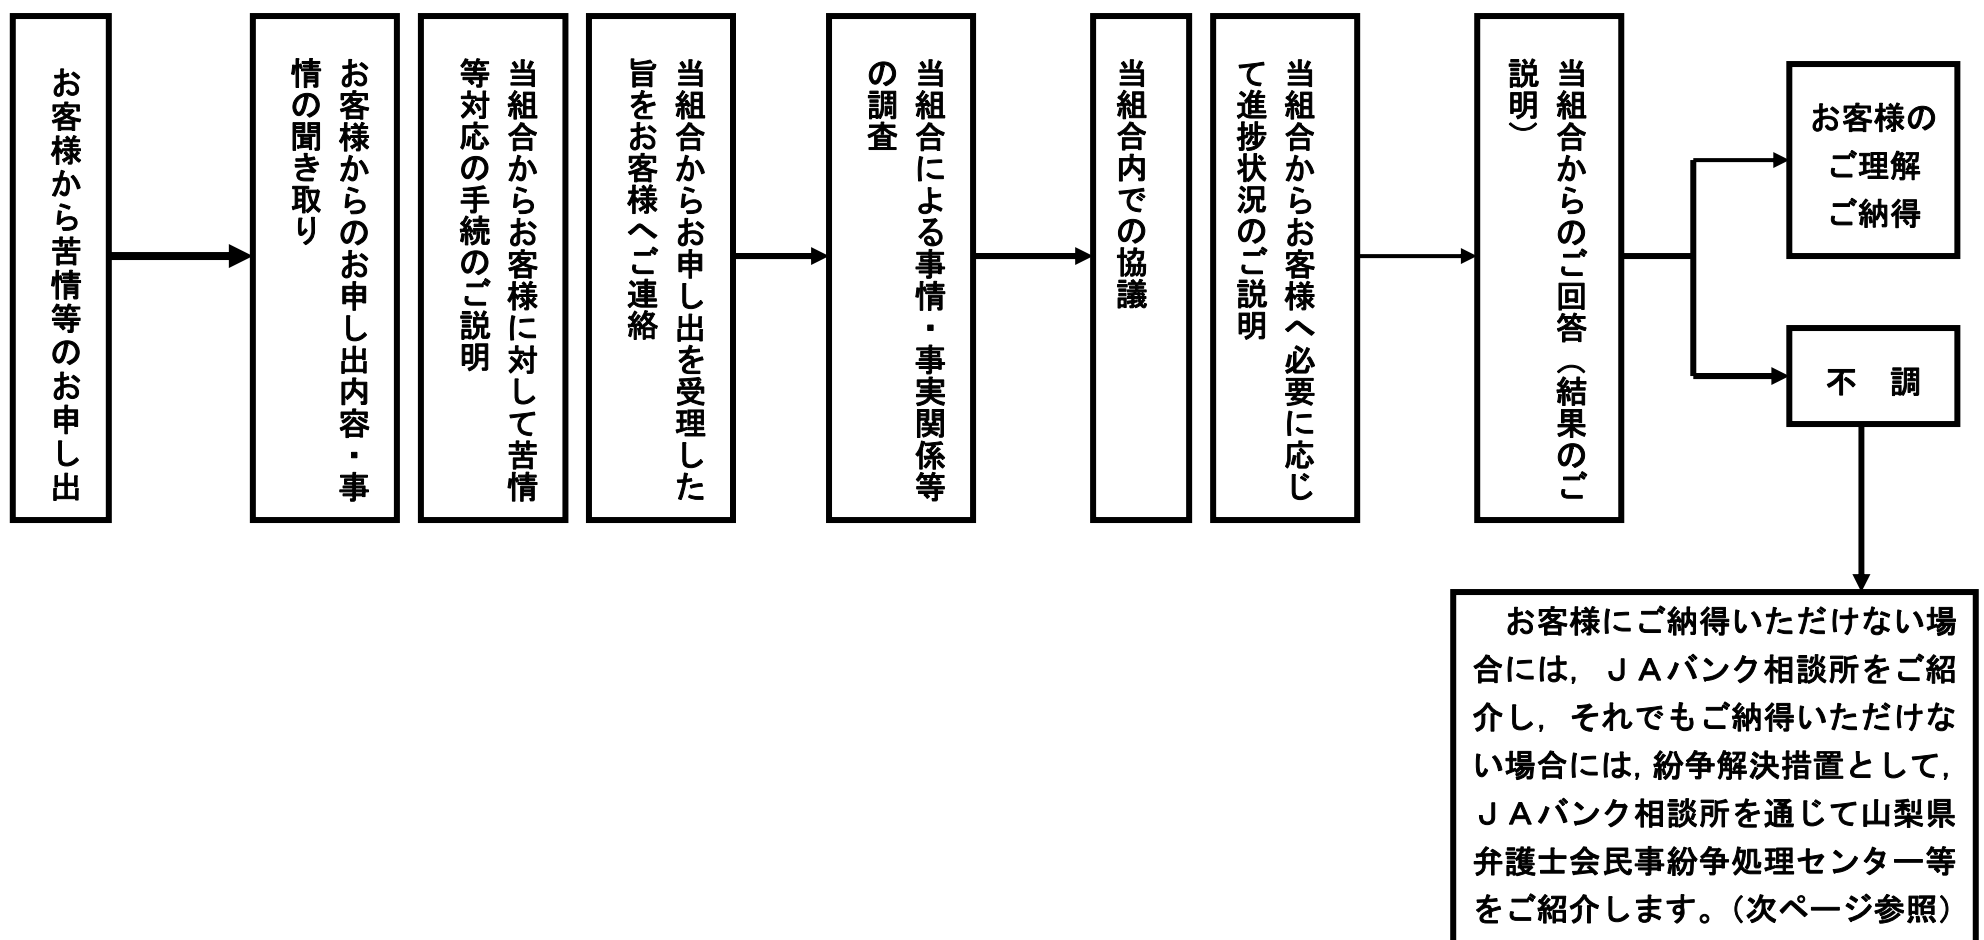 お客様から苦情等のお申し出
お客様からのお申し出内容・事
情の聞き取り
当組合からお客様に対して苦情
等対応の手続のご説明
当組合からお申し出を受理した
旨をお客様へご連絡
当組合による事情・事実関係等
の調査
当組合内での協議
当組合からお客様へ必要に応じ
て進捗状況のご説明
当組合からのご回答（結果のご
説明）
お客様の
ご理解
ご納得
不　調
　お客様にご納得いただけない場
合には，ＪＡバンク相談所をご紹
介し，それでもご納得いただけな
い場合には，紛争解決措置として，
ＪＡバンク相談所を通じて山梨県
弁護士会民事紛争処理センター等
をご紹介します。（次ページ参照）